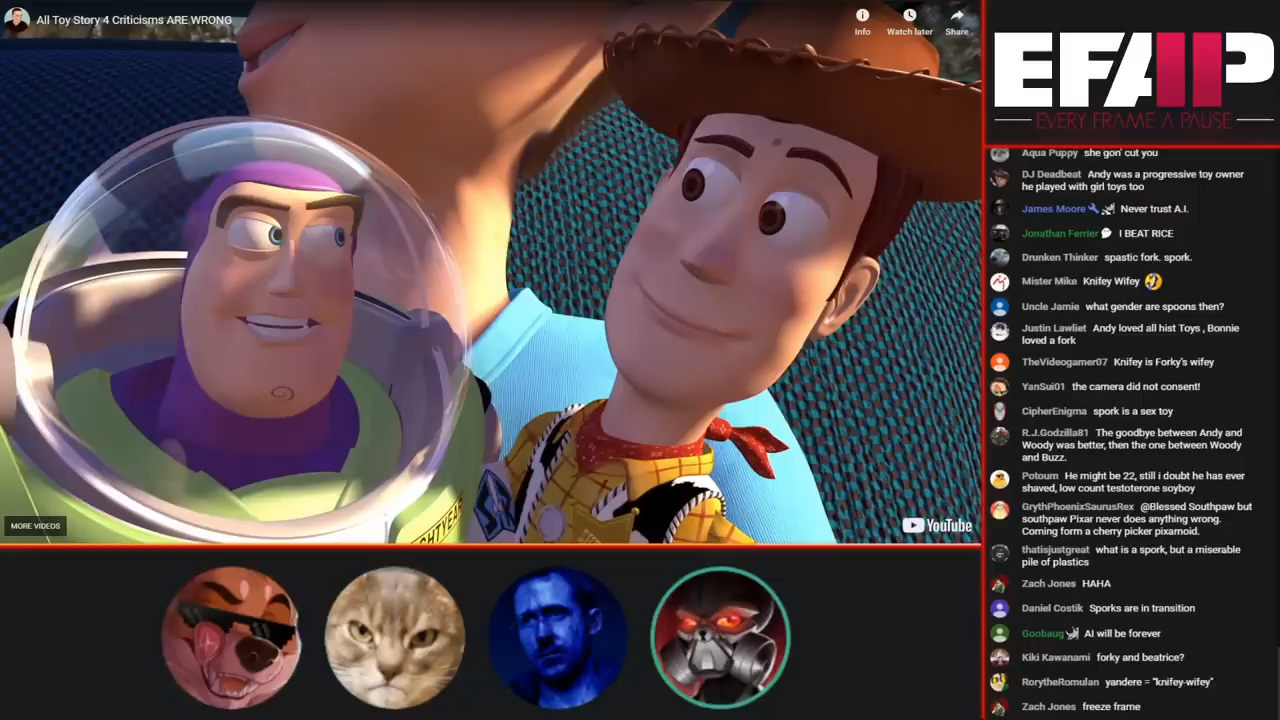 All Toy Story 4 Criticisms ARE WRONG
Info
Watch later
Share
MORE VIDEOS
YouTube
EFAP
EVERY FRAME A PAUSE
Aqua Puppy she gon' cut you
DJ Deadbeat Andy was a progressive toy owner
he played with girl toys too
James Moore Never trust A.I.
Jonathan Ferrier I BEAT RICE
Drunken Thinker spastic fork. spork.
Mister Mike Knifey Wifey 🤣
Uncle Jamie what gender are spoons then?
Justin Lawliet Andy loved all hist Toys , Bonnie
loved a fork
TheVideogamer07 Knifey is Forky's wifey
YanSui01 the camera did not consent!
CipherEnigma spork is a sex toy
R.J.Godzilla81 The goodbye between Andy and
Woody was better, then the one between Woody
and Buzz.
Potoum He might be 22, still i doubt he has ever
shaved, low count testoterone soyboy
GrythPhoenixSaurusRex @Blessed Southpaw but
southpaw Pixar never does anything wrong.
Coming form a cherry picker pixamoid.
thatisjustgreat what is a spork, but a miserable
pile of plastics
Zach Jones HAHA
Daniel Costik Sporks are in transition
Goobaug AI will be forever
Kiki Kawanami forky and beatrice?
RorytheRomulan yandere = "knifey-wifey"
Zach Jones freeze frame